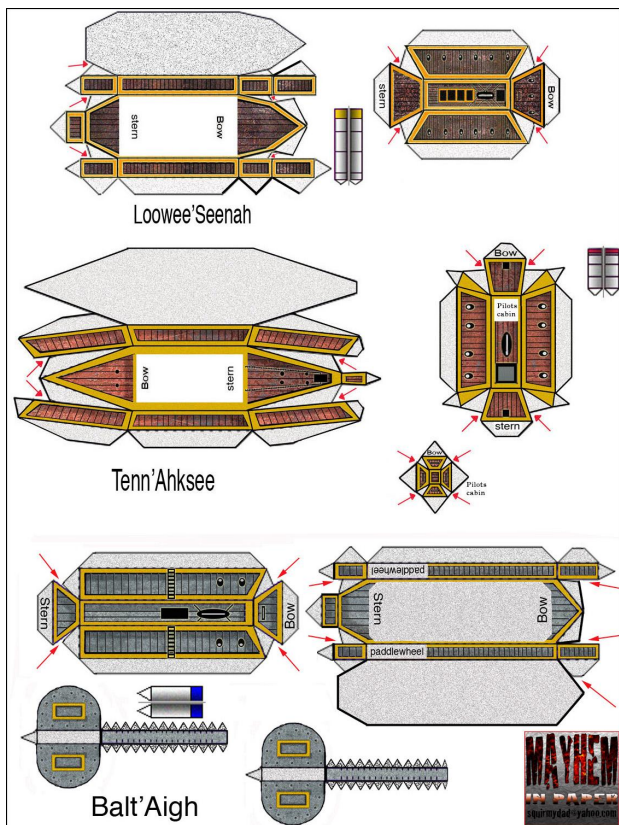 stern
Bow
stern
Bow
Loowee'Seenah
Bow
Pilots
cabin
Bow
stern
stern
Tenn'Ahksee
Bow
Pilots
cabin
Stern
Bow
paddlewheel
Stern
Bow
paddlewheel
Balt'Aigh
MAYHEM
IN PAPER
squirmydad@yahoo.com